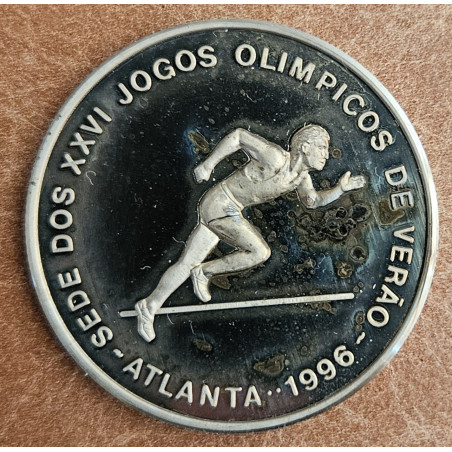 SEDE DOS XXVI JOGOS OLIMPICOS DE VERÃO
- ATLANTA·· 1996 -